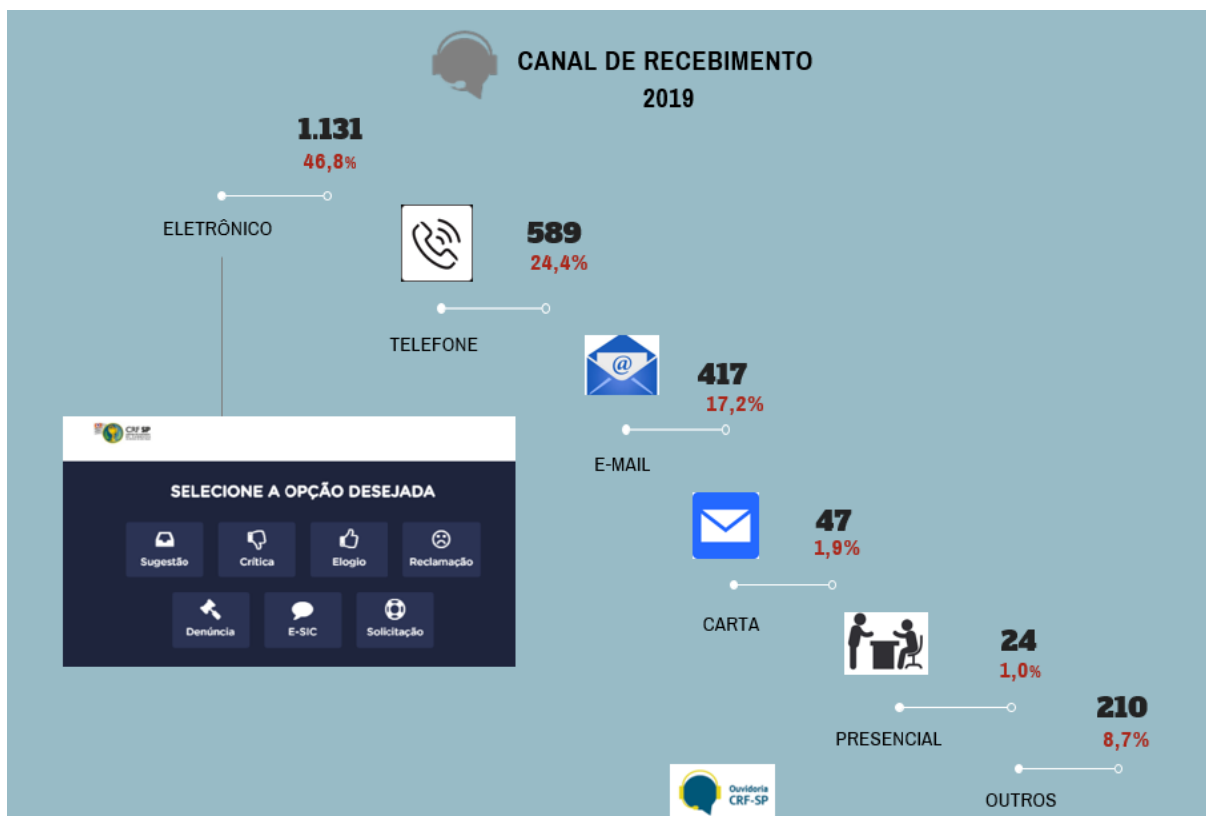 CANAL DE RECEBIMENTO
2019
1.131
46,8%
ELETRÔNICO
589
24,4%
TELEFONE
@
417
17,2%
E-MAIL
CRF SP
SELECIONE A OPÇÃO DESEJADA
Sugestão Crítica Elogio Reclamação
Denúncia E-SIC Solicitação
47
1,9%
CARTA
24
1,0%
PRESENCIAL
210
8,7%
OUTROS
Ouvidoria
CRF-SP